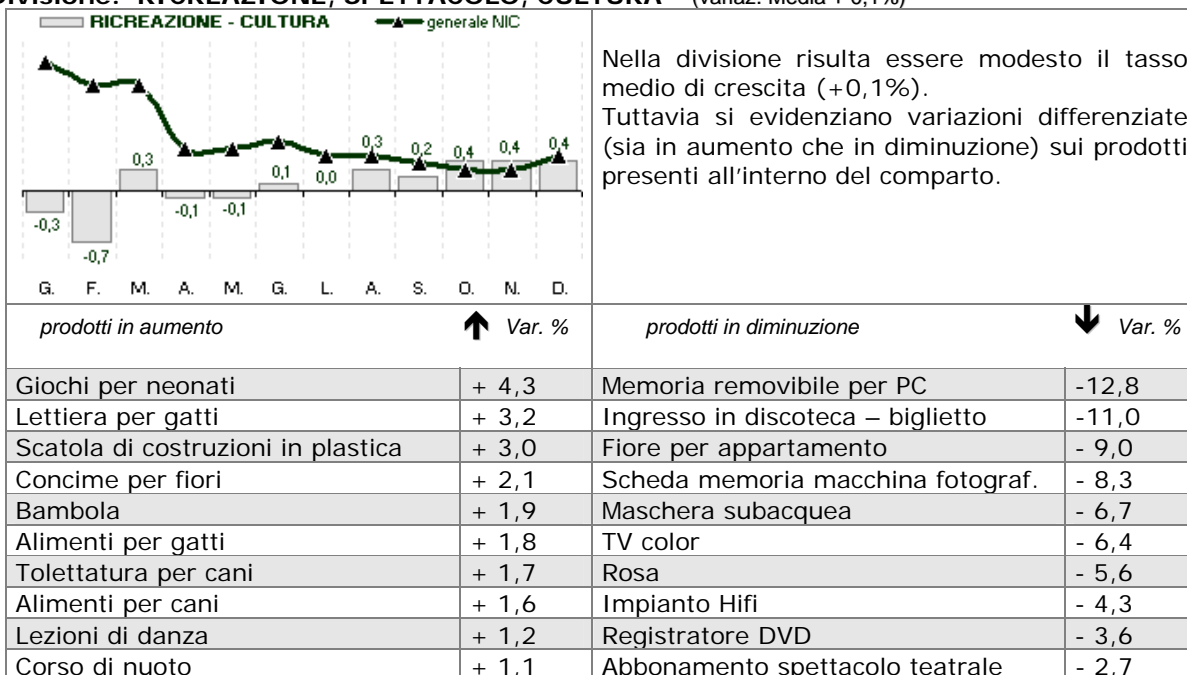 Divisione: "RICREAZIONE, SPETTACOLO, CULTURA" (variaz. Media + 0,1%)
RICREAZIONE - CULTURA generale NIC
-0,3 -0,7 0,3 -0,1 -0,1 0,1 0,0 0,3 0,2 0,4 0,4 0,4
G. F. M. A. M. G. L. A. S. O. N. D.
Nella divisione risulta essere modesto il tasso
medio di crescita (+0,1%).
Tuttavia si evidenziano variazioni differenziate
(sia in aumento che in diminuzione) sui prodotti
presenti all'interno del comparto.
prodotti in aumento Var. % prodotti in diminuzione Var. %
Giochi per neonati + 4,3 Memoria removibile per PC -12,8
Lettiera per gatti + 3,2 Ingresso in discoteca – biglietto -11,0
Scatola di costruzioni in plastica + 3,0 Fiore per appartamento - 9,0
Concime per fiori + 2,1 Scheda memoria macchina fotograf. - 8,3
Bambola + 1,9 Maschera subacquea - 6,7
Alimenti per gatti + 1,8 TV color - 6,4
Tolettatura per cani + 1,7 Rosa - 5,6
Alimenti per cani + 1,6 Impianto Hifi - 4,3
Lezioni di danza + 1,2 Registratore DVD - 3,6
Corso di nuoto + 1,1 Abbonamento spettacolo teatrale - 2,7